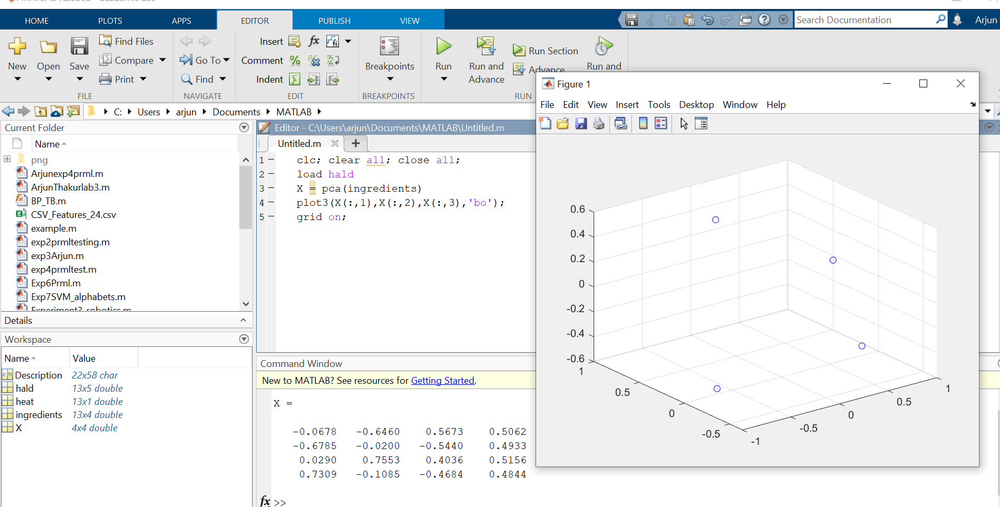 MATLAB R2020a - academic use
HOME PLOTS APPS EDITOR PUBLISH VIEW
Search Documentation
Arjun
New
Open
Save
Find Files
Compare
Print
FILE
Go To
Find
NAVIGATE
Insert fx fi
Comment
Indent
EDIT
Breakpoints
BREAKPOINTS
Run
Run and
Advance
Run Section
Advance
Run and
RUN
C: Users arjun Documents MATLAB
Current Folder
Name
png
Arjunexp4prml.m
ArjunThakurlab3.m
BP_TB.m
CSV_Features_24.csv
example.m
exp2prmltesting.m
exp3Arjun.m
exp4prmltest.m
Exp6Prml.m
Exp7SVM_alphabets.m
Experiment3_robotics.m
Details
Workspace
Name Value
Description 22x58 char
hald 13x5 double
heat 13x1 double
ingredients 13x4 double
X 4x4 double
Editor - C:\Users\arjun\Documents\MATLAB\Untitled.m
Untitled.m
1 clc; clear all; close all;
2 load hald
3 X = pca(ingredients)
4 plot3(X(:,1),X(:,2),X(:,3),'bo');
5 grid on;
Command Window
New to MATLAB? See resources for Getting Started.
X =
-0.0678 -0.6460 0.5673 0.5062
-0.6785 -0.0200 -0.5440 0.4933
0.0290 0.7553 0.4036 0.5156
0.7309 -0.1085 -0.4684 0.4844
fx >>
Figure 1
File Edit View Insert Tools Desktop Window Help
0.6
0.4
0.2
0
-0.2
-0.4
-0.6
1
0.5
0
-0.5
-1
-0.5
0
0.5
1